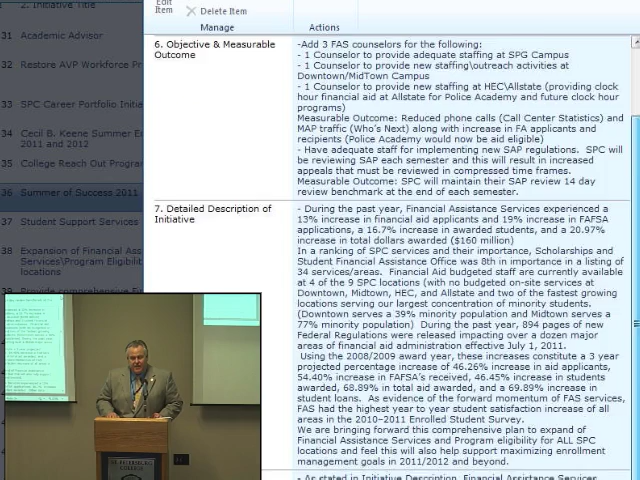 Edit
Item
Delete Item
Manage
Actions
2. Initiative Title
31 Academic Advisor
32 Restore AVP Workforce Pr
33 SPC Career Portfolio Initia
34 Cecil B. Keene Summer E
2011 and 2012
35 College Reach Out Progra
36 Summer of Success 2011
37 Student Support Services
38 Expansion of Financial Ass
Services\Program Eligibilit
locations
39 Provide comprehensive
6. Objective & Measurable
Outcome
-Add 3 FAS counselors for the following:
- 1 Counselor to provide adequate staffing at SPG Campus
- 1 Counselor to provide new staffing\outreach activities at
Downtown/MidTown Campus
- 1 Counselor to provide new staffing at HEC\Allstate (providing clock
hour financial aid at Allstate for Police Academy and future clock hour
programs)
Measurable Outcome: Reduced phone calls (Call Center Statistics) and
MAP traffic (Who's Next) along with increase in FA applicants and
recipients (Police Academy would now be aid eligible)
- Have adequate staff for implementing new SAP regulations. SPC will
be reviewing SAP each semester and this will result in increased
appeals that must be reviewed in compressed time frames.
Measurable Outcome: SPC will maintain their SAP review 14 day
review benchmark at the end of each semester.
7. Detailed Description of
Initiative
- During the past year, Financial Assistance Services experienced a
13% increase in financial aid applicants and 19% increase in FAFSA
applications, a 16.7% increase in awarded students, and a 20.97%
increase in total dollars awarded ($160 million)
In a ranking of SPC services and their importance, Scholarships and
Student Financial Assistance Office was 8th in importance in a listing of
34 services/areas. Financial Aid budgeted staff are currently available
at 4 of the 9 SPC locations (with no budgeted on-site services at
Downtown, Midtown, HEC, and Allstate and two of the fastest growing
locations serving our largest concentration of minority students.
(Downtown serves a 39% minority population and Midtown serves a
77% minority population) During the past year, 894 pages of new
Federal Regulations were released impacting over a dozen major
areas of financial aid administration effective July 1, 2011.
Using the 2008/2009 award year, these increases constitute a 3 year
projected percentage increase of 46.26% increase in aid applicants,
54.40% increase in FAFSA's received, 46.45% increase in students
awarded, 68.89% in total aid awarded, and a 69.89% increase in
student loans. As evidence of the forward momentum of FAS services,
FAS had the highest year to year student satisfaction increase of all
areas in the 2010-2011 Enrolled Student Survey.
We are bringing forward this comprehensive plan to expand of
Financial Assistance Services and Program eligibility for ALL SPC
locations and feel this will also help support maximizing enrollment
management goals in 2011/2012 and beyond.
- As stated in Initiative Description, Financial Assistance Services
ST. PETERSBURG
COLLEGE